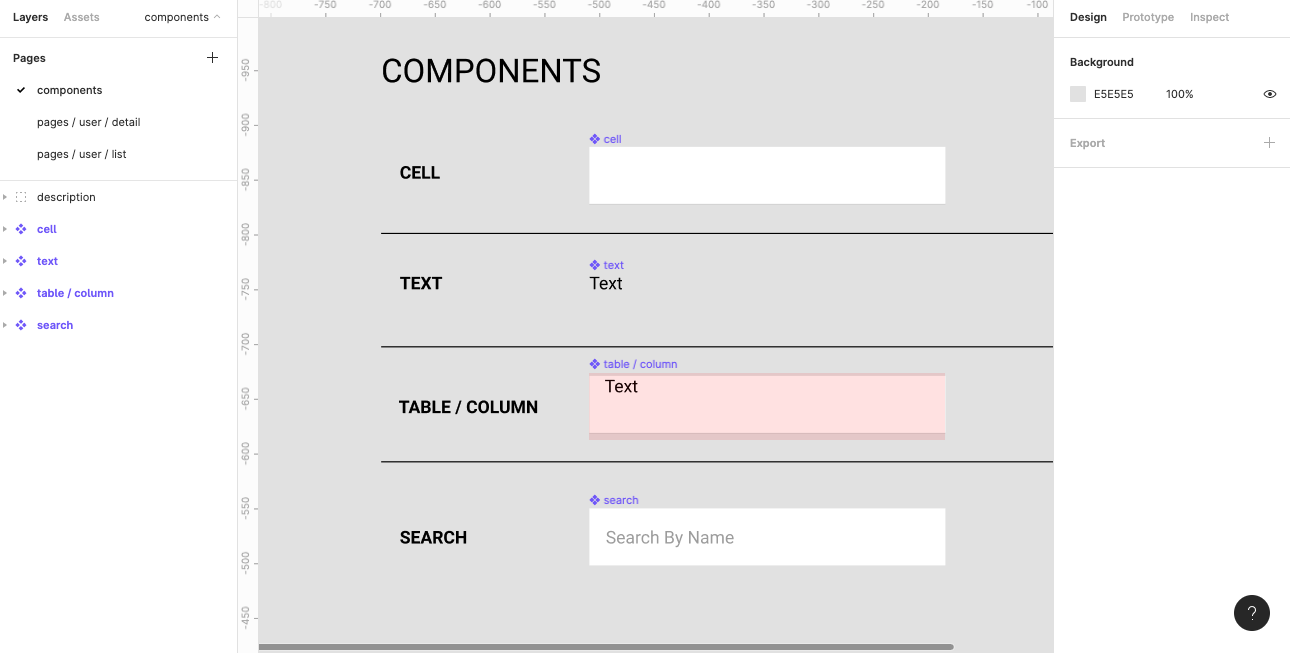 Layers Assets components
Pages
components
pages / user / detail
pages / user / list
description
cell
text
table / column
search
-800 -750 -700 -650 -600 -550 -500 -450 -400 -350 -300 -250 -200 -150 -100
-950
-900
-850
-800
-750
-700
-650
-600
-550
-500
-450
COMPONENTS
cell
CELL
text
TEXT
Text
table / column
Text
TABLE / COLUMN
search
SEARCH
Search By Name
Design Prototype Inspect
Background
E5E5E5 100%
Export
?